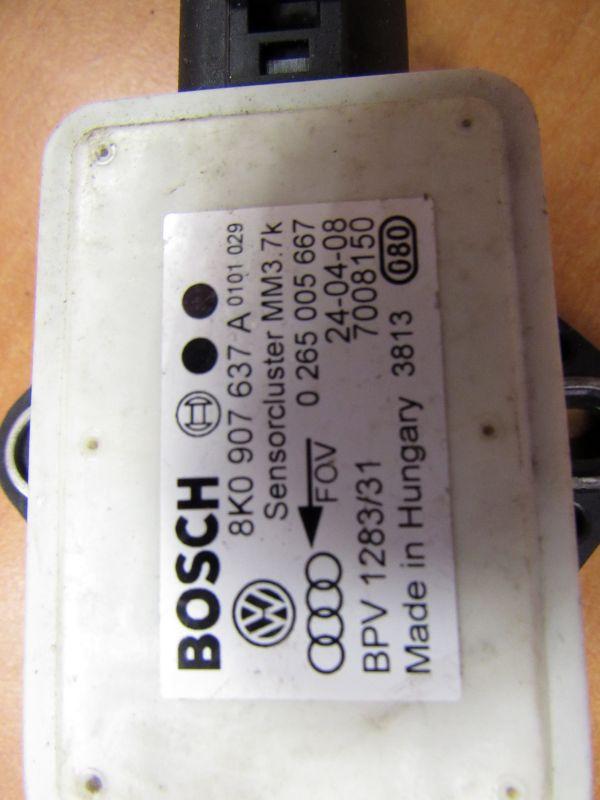 BOSCH
8K0 907 637 A 0101 029
Sensorcluster MM3.7k
FOV 0 265 005 667
24-04-08
BPV 1283/31 7008150
Made in Hungary 3813 080